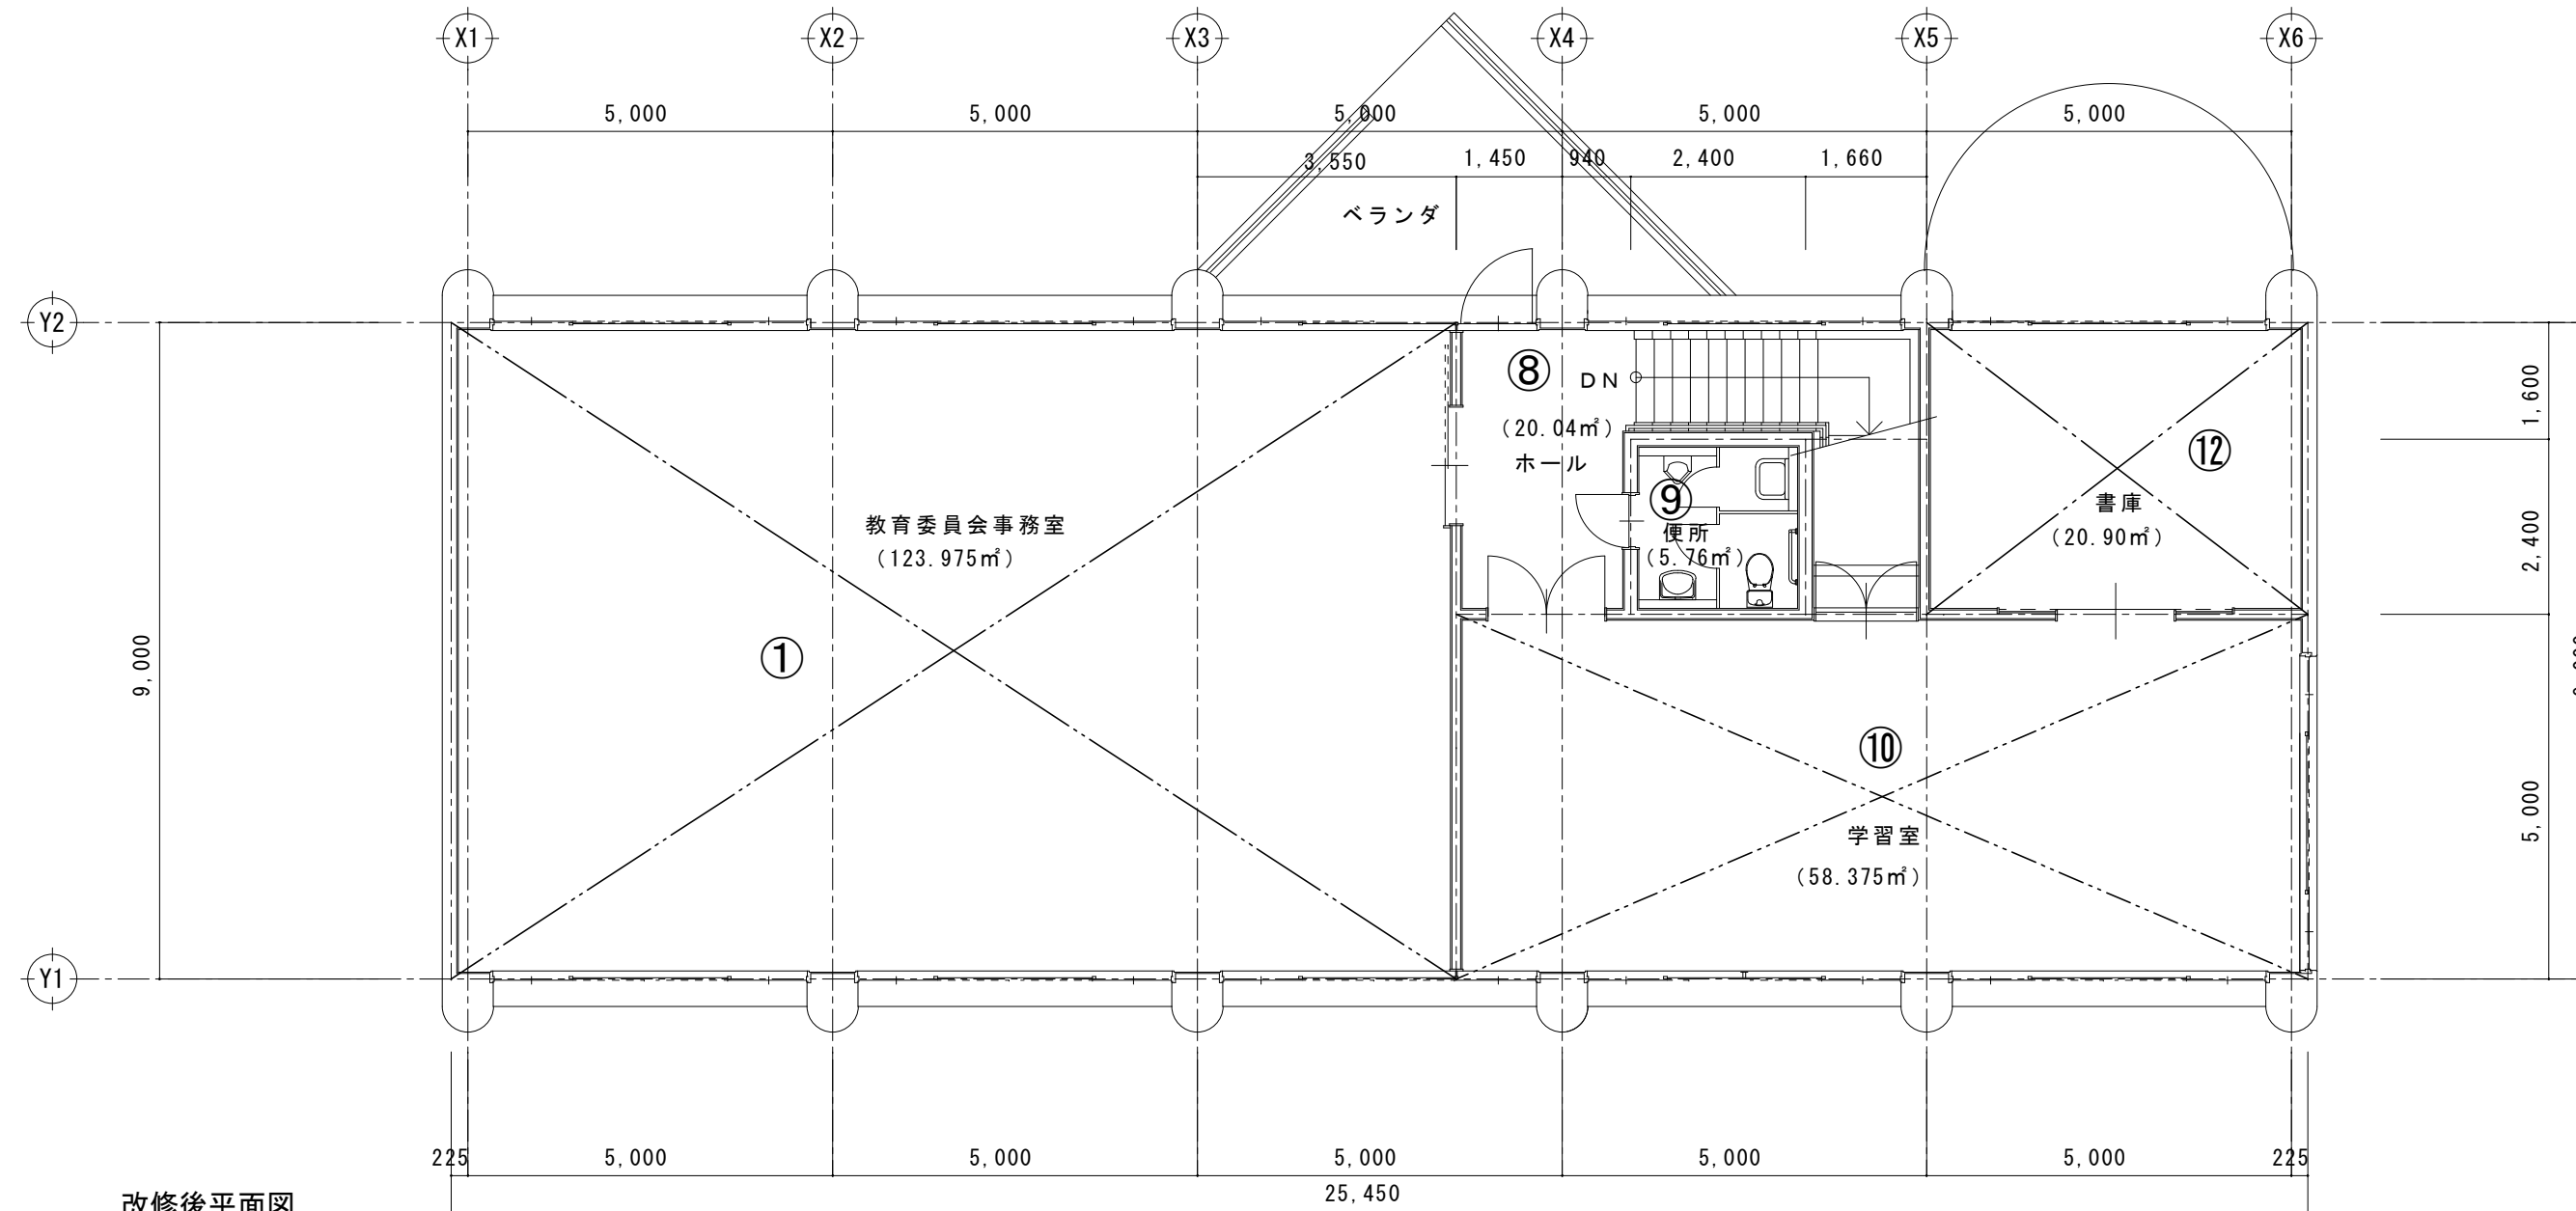 X1 X2 X3 X4 X5 X6
5,000 5,000 5,000 5,000 5,000
3,550 1,450 940 2,400 1,660
ベランダ
Y2
⑧
DN
(20.04㎡)
ホール
⑨
便所
(5.76㎡)
⑫
書庫
(20.90㎡)
教育委員会事務室
(123.975㎡)
①
⑩
学習室
(58.375㎡)
9,000
1,600
2,400
5,000
Y1
225 5,000 5,000 5,000 5,000 5,000 225
25,450
改修後平面図